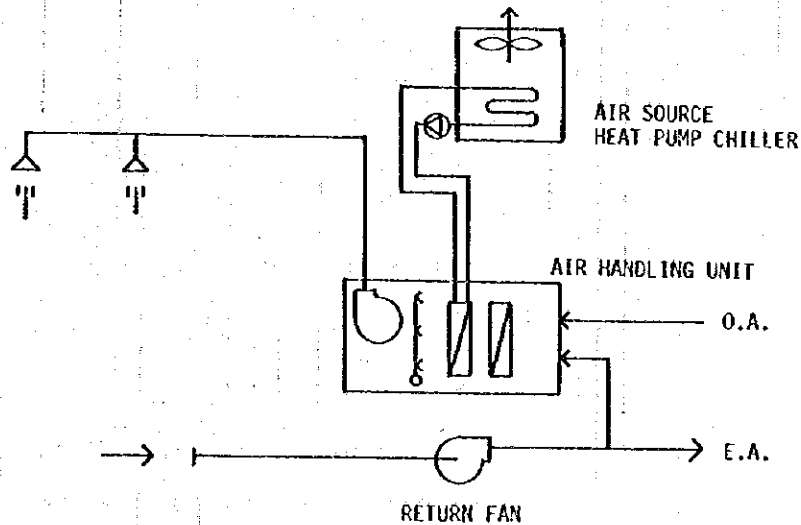 AIR SOURCE
HEAT PUMP CHILLER
AIR HANDLING UNIT
O.A.
E.A.
RETURN FAN